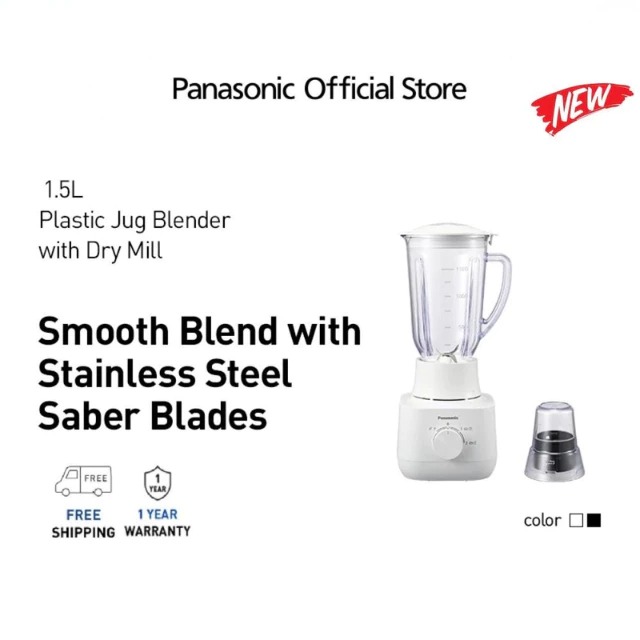 Panasonic Official Store
NEW
1.5L
Plastic Jug Blender
with Dry Mill
Smooth Blend with
Stainless Steel
Saber Blades
Panasonic
FREE
1
YEAR
FREE
SHIPPING
1 YEAR
WARRANTY
color